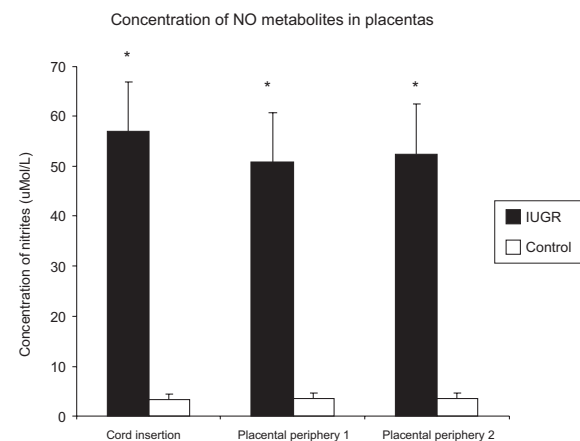 Concentration of NO metabolites in placentas
Concentration of nitrites (uMol/L)
70
60
50
40
30
20
10
0
* * *
IUGR
Control
Cord insertion Placental periphery 1 Placental periphery 2